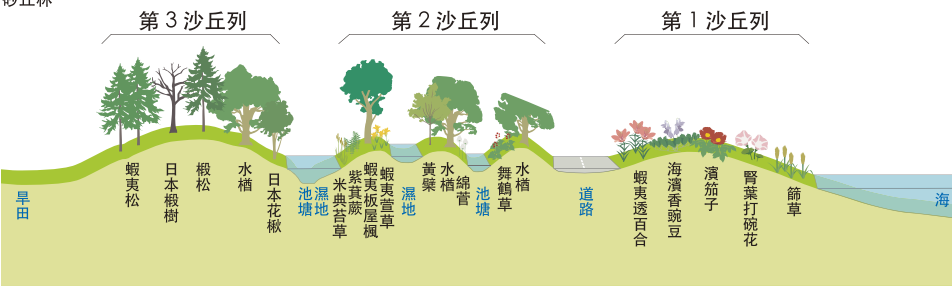 砂丘林
第3沙丘列
第2沙丘列
第1沙丘列
旱田
蝦夷松
日本椴樹
椴松
水楢
日本花楸
池塘
濕地
米典苔草
紫萁蕨
蝦夷板屋楓
蝦夷萱草
濕地
黃檗
水楢
綿菅
池塘
舞鶴草
水楢
道路
蝦夷透百合
海濱香豌豆
濱茄子
腎葉打碗花
篩草
海